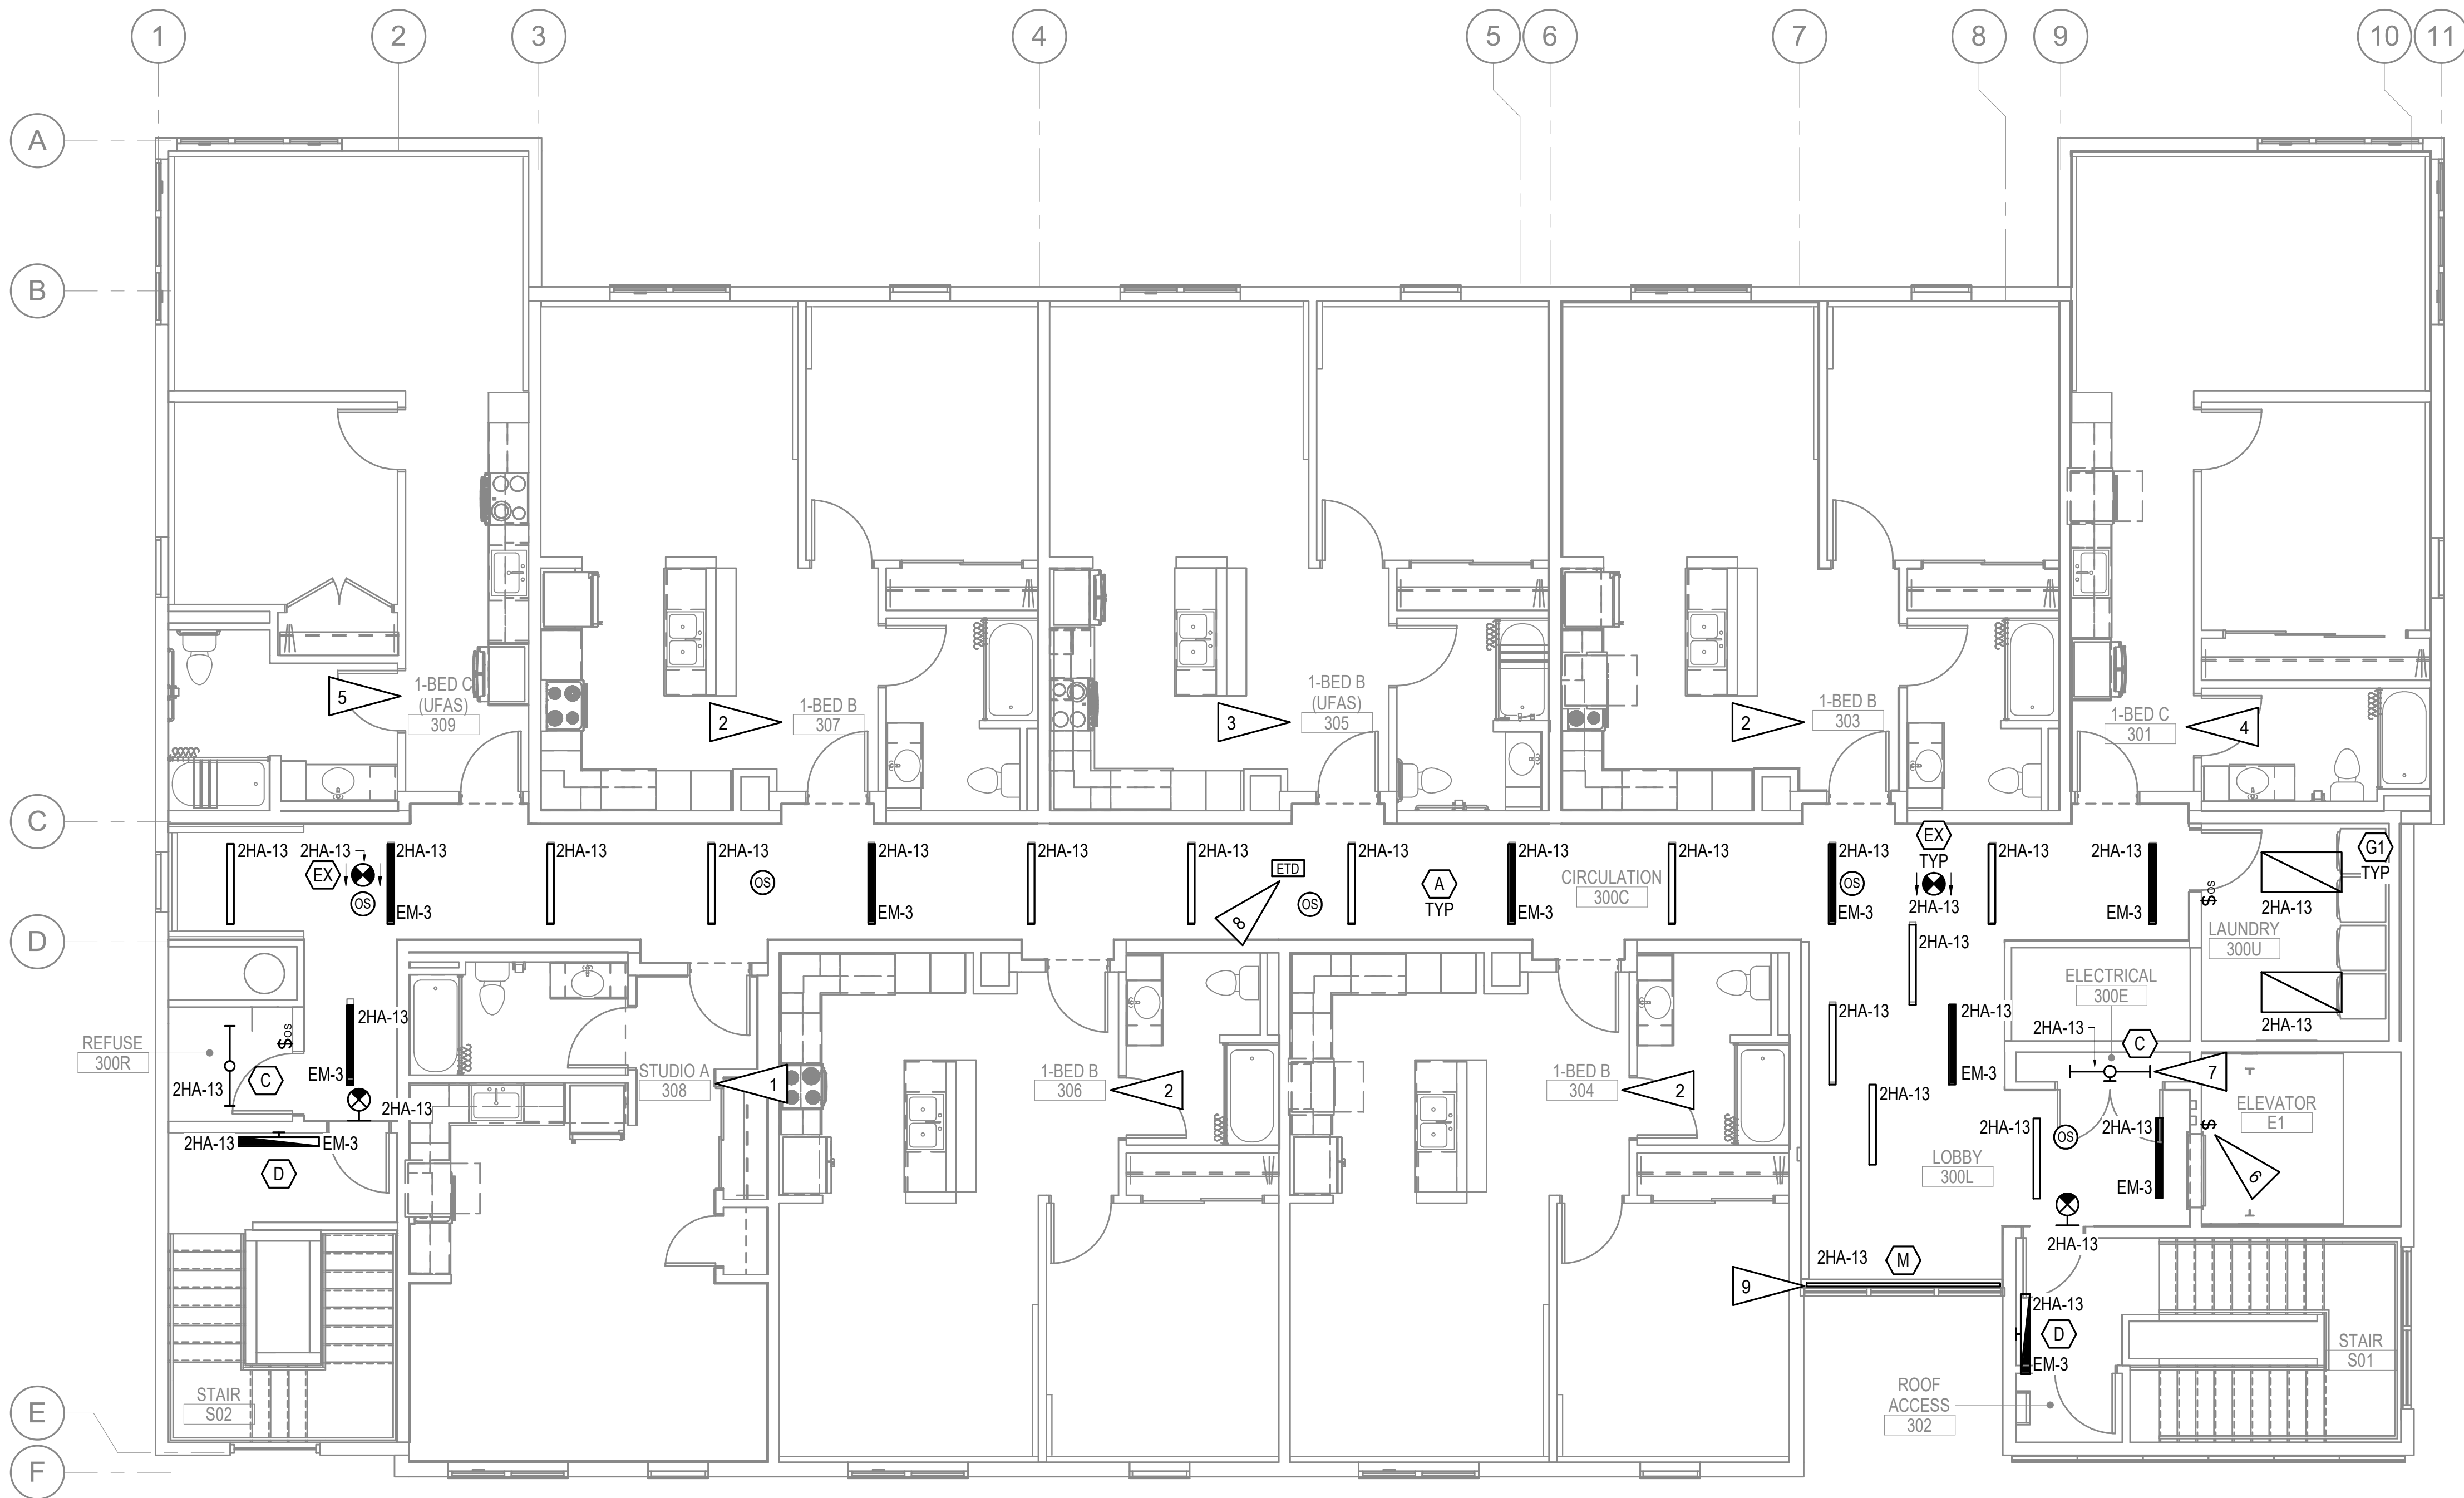 1
2
3
4
5
6
7
8
9
10
11
A
B
C
D
E
F
5
1-BED C
(UFAS)
309
2
1-BED B
307
3
1-BED B
(UFAS)
305
2
1-BED B
303
1-BED C
301
4
2HA-13
2HA-13
EX
OS
2HA-13
EM-3
2HA-13
2HA-13
OS
2HA-13
EM-3
2HA-13
2HA-13
ETD
8
OS
2HA-13
A
TYP
2HA-13
EM-3
CIRCULATION
300C
2HA-13
2HA-13
OS
EM-3
EX
TYP
2HA-13
2HA-13
2HA-13
2HA-13
EM-3
$os
G1
TYP
2HA-13
LAUNDRY
300U
2HA-13
ELECTRICAL
300E
2HA-13
C
7
REFUSE
300R
2HA-13
C
$os
2HA-13
EM-3
2HA-13
2HA-13
EM-3
D
STUDIO A
308
1
1-BED B
306
2
1-BED B
304
2
2HA-13
2HA-13
EM-3
2HA-13
2HA-13
OS
2HA-13
EM-3
$
6
ELEVATOR
E1
LOBBY
300L
2HA-13
2HA-13
M
9
2HA-13
D
EM-3
STAIR
S01
ROOF
ACCESS
302
STAIR
S02